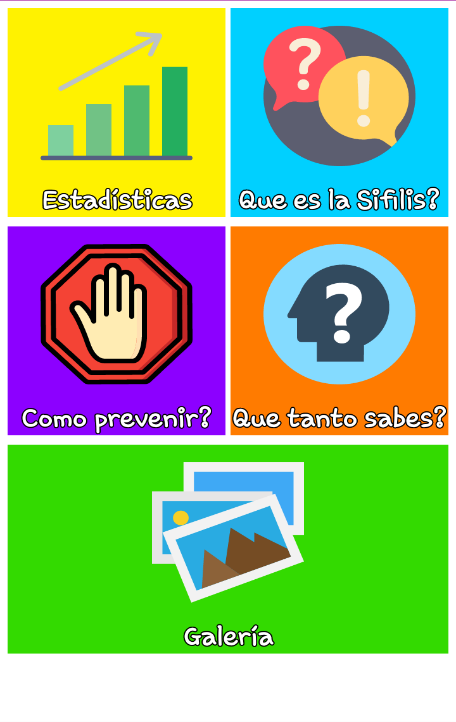 ?
!
Estadísticas
Que es la Sifilis?
?
Como prevenir?
Que tanto sabes?
Galería